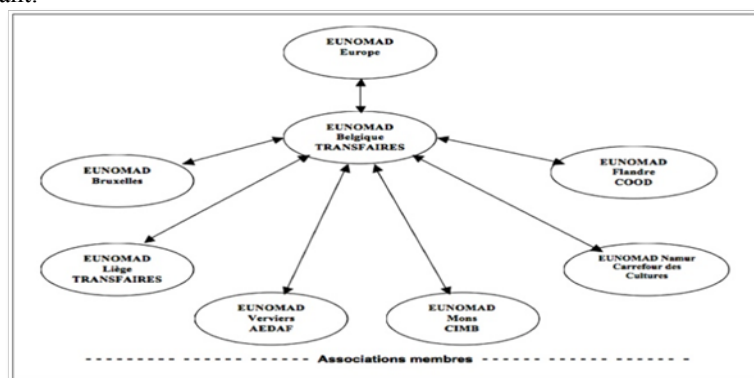 EUNOMAD
Europe
EUNOMAD
Belgique
TRANSFAIRES
EUNOMAD
Bruxelles
EUNOMAD
Flandre
COOD
EUNOMAD
Liège
TRANSFAIRES
EUNOMAD Namur
Carrefour des
Cultures
EUNOMAD
Verviers
AEDAF
EUNOMAD
Mons
CIMB
Associations membres